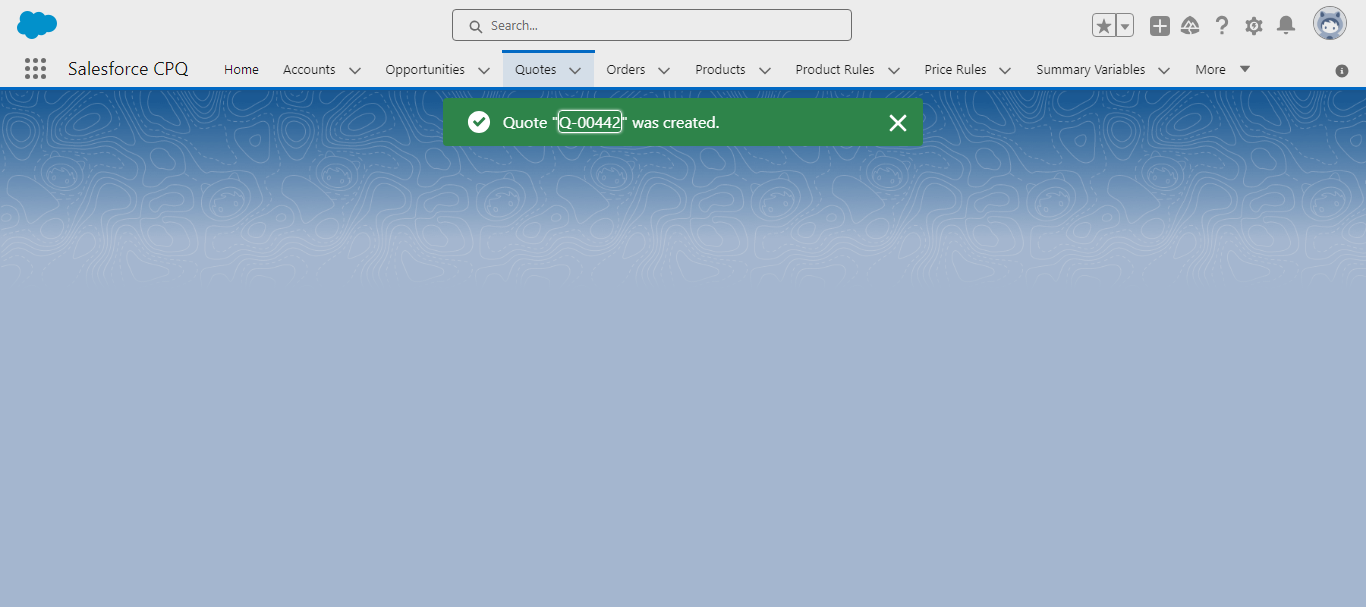 Search...
Salesforce CPQ Home Accounts Opportunities Quotes Orders Products Product Rules Price Rules Summary Variables More
Quote "Q-00442" was created.